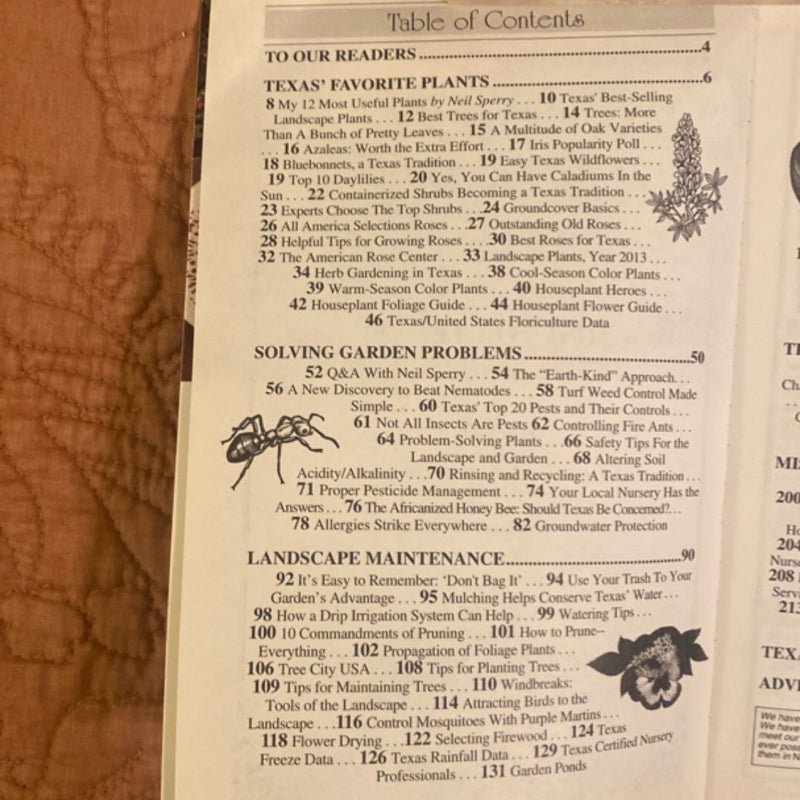 Table of Contents
TO OUR READERS ..........4
TEXAS' FAVORITE PLANTS ..........6
8 My 12 Most Useful Plants by Neil Sperry . . . 10 Texas' Best-Selling
Landscape Plants . . . 12 Best Trees for Texas . . . 14 Trees: More
Than A Bunch of Pretty Leaves . . . 15 A Multitude of Oak Varieties
. . . 16 Azaleas: Worth the Extra Effort . . . 17 Iris Popularity Poll . . .
18 Bluebonnets, a Texas Tradition . . . 19 Easy Texas Wildflowers . . .
19 Top 10 Daylilies . . . 20 Yes, You Can Have Caladiums In the
Sun . . . 22 Containerized Shrubs Becoming a Texas Tradition . . .
23 Experts Choose The Top Shrubs . . . 24 Groundcover Basics . . .
26 All America Selections Roses . . . 27 Outstanding Old Roses . . .
28 Helpful Tips for Growing Roses . . . 30 Best Roses for Texas . . .
32 The American Rose Center . . . 33 Landscape Plants, Year 2013 . . .
34 Herb Gardening in Texas . . . 38 Cool-Season Color Plants . . .
39 Warm-Season Color Plants . . . 40 Houseplant Heroes . . .
42 Houseplant Foliage Guide . . . 44 Houseplant Flower Guide . . .
46 Texas/United States Floriculture Data
SOLVING GARDEN PROBLEMS ..........50
52 Q&A With Neil Sperry . . . 54 The "Earth-Kind" Approach. . .
56 A New Discovery to Beat Nematodes . . . 58 Turf Weed Control Made
Simple . . . 60 Texas' Top 20 Pests and Their Controls . . .
61 Not All Insects Are Pests 62 Controlling Fire Ants . . .
64 Problem-Solving Plants . . . 66 Safety Tips For the
Landscape and Garden . . . 68 Altering Soil
Acidity/Alkalinity . . . 70 Rinsing and Recycling: A Texas Tradition . . .
71 Proper Pesticide Management . . . 74 Your Local Nursery Has the
Answers . . . 76 The Africanized Honey Bee: Should Texas Be Concerned?. . .
78 Allergies Strike Everywhere . . . 82 Groundwater Protection
LANDSCAPE MAINTENANCE ..........90
92 It's Easy to Remember: 'Don't Bag It' . . . 94 Use Your Trash To Your
Garden's Advantage . . . 95 Mulching Helps Conserve Texas' Water . . .
98 How a Drip Irrigation System Can Help . . . 99 Watering Tips . . .
100 10 Commandments of Pruning . . . 101 How to Prune--
Everything . . . 102 Propagation of Foliage Plants . . .
106 Tree City USA . . . 108 Tips for Planting Trees . . .
109 Tips for Maintaining Trees . . . 110 Windbreaks:
Tools of the Landscape . . . 114 Attracting Birds to the
Landscape . . . 116 Control Mosquitoes With Purple Martins . . .
118 Flower Drying . . . 122 Selecting Firewood . . . 124 Texas
Freeze Data . . . 126 Texas Rainfall Data . . . 129 Texas Certified Nursery
Professionals . . . 131 Garden Ponds
200
204
208
213
We have
We have
meet our
ever pos
them in N